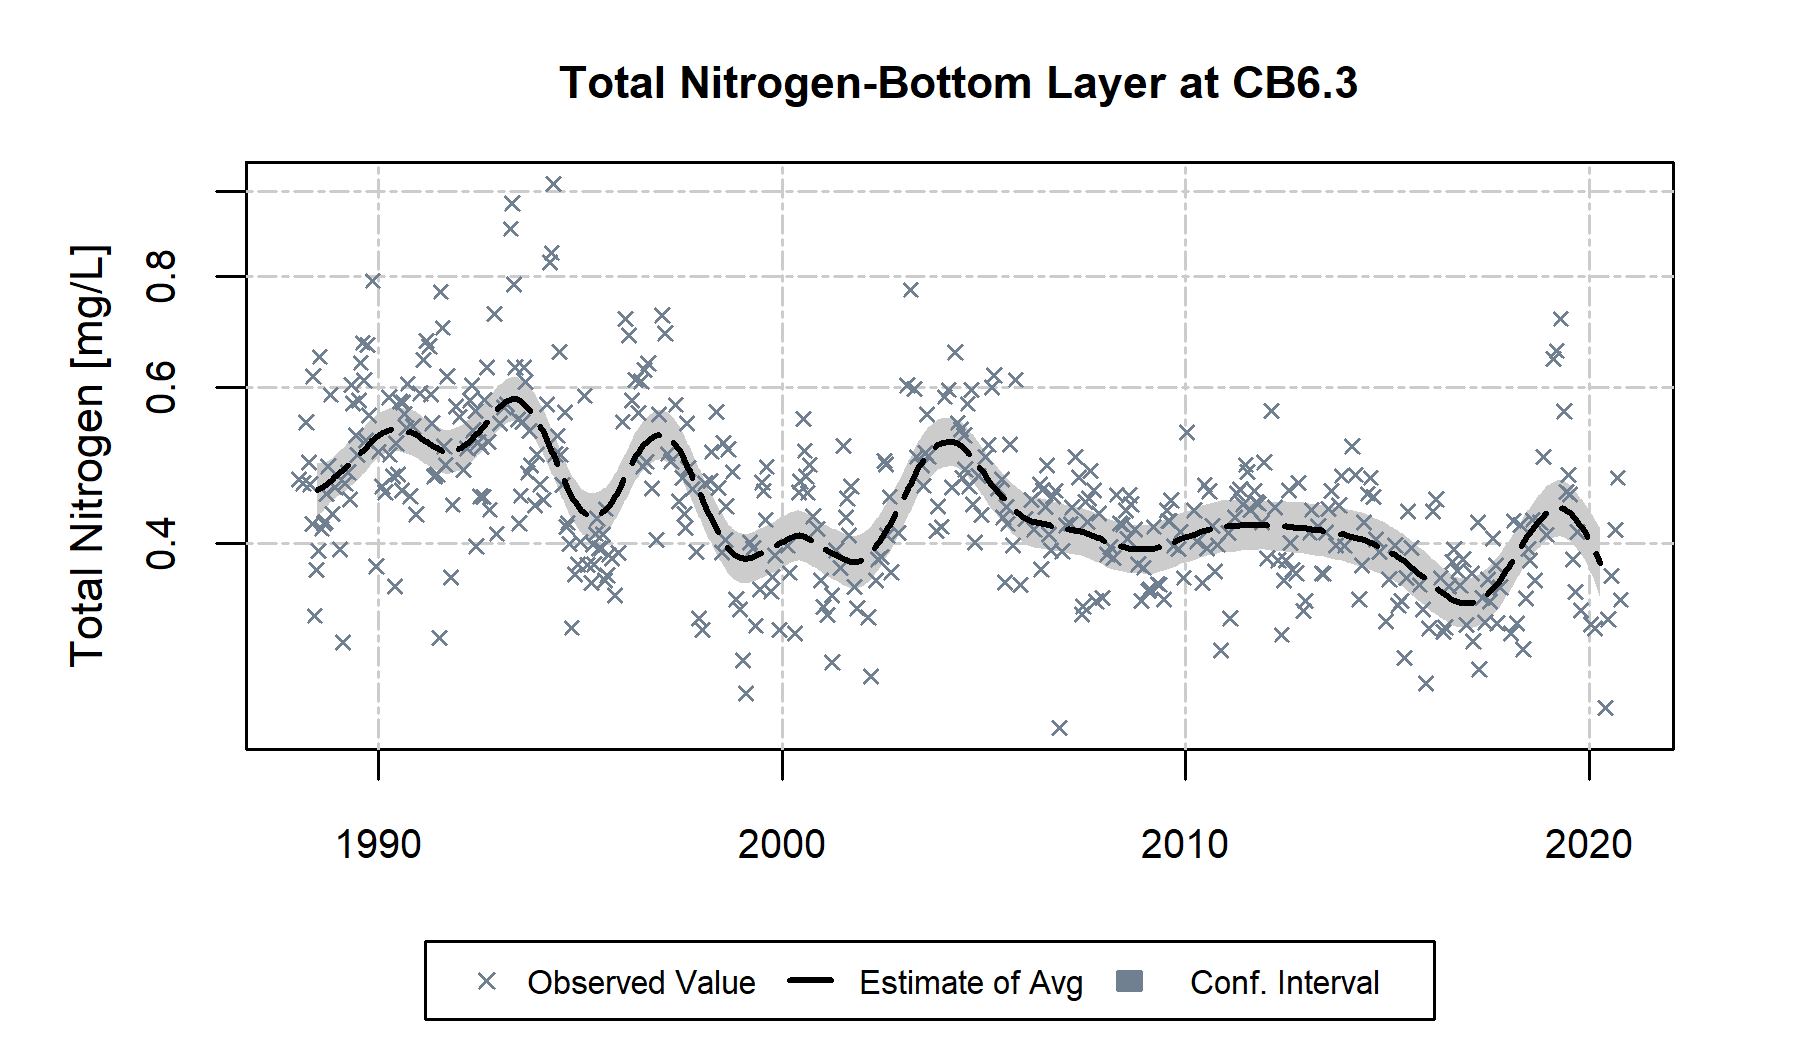 Total Nitrogen-Bottom Layer at CB6.3
Total Nitrogen [mg/L]
0.8
0.6
0.4
1990 2000 2010 2020
Observed Value Estimate of Avg Conf. Interval